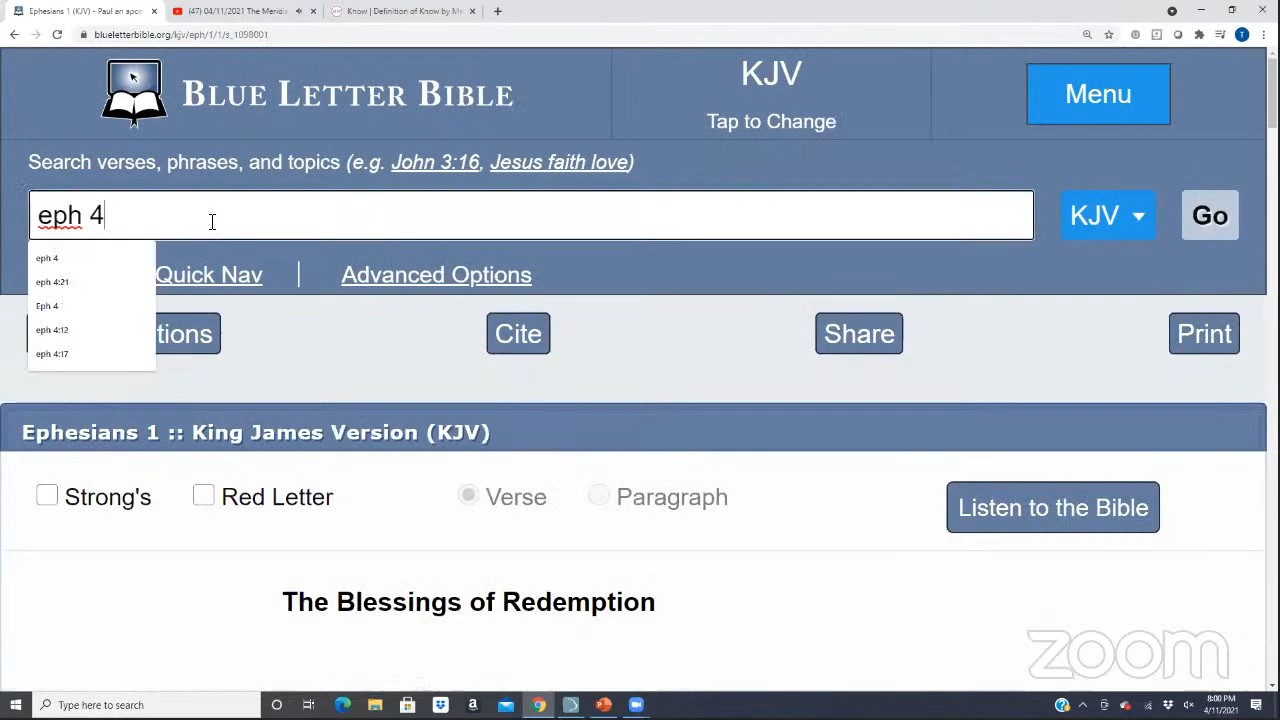 Ephesians 1 (KJV) - Paul an apos
(47) 04/11/2021 The Meridi
Know | Definition of Know by Me
blueletterbible.org/kjv/eph/1/1/s_1098001
T
BLUE LETTER BIBLE
KJV
Tap to Change
Menu
Search verses, phrases, and topics (e.g. John 3:16, Jesus faith love)
eph 4
KJV
Go
eph 4
eph 4:21
Eph 4
eph 4:12
eph 4:17
Quick Nav
Advanced Options
tions
Cite
Share
Print
Ephesians 1 :: King James Version (KJV)
Strong's
Red Letter
Verse
Paragraph
Listen to the Bible
The Blessings of Redemption
zoom
Type here to search
8:00 PM
4/11/2021